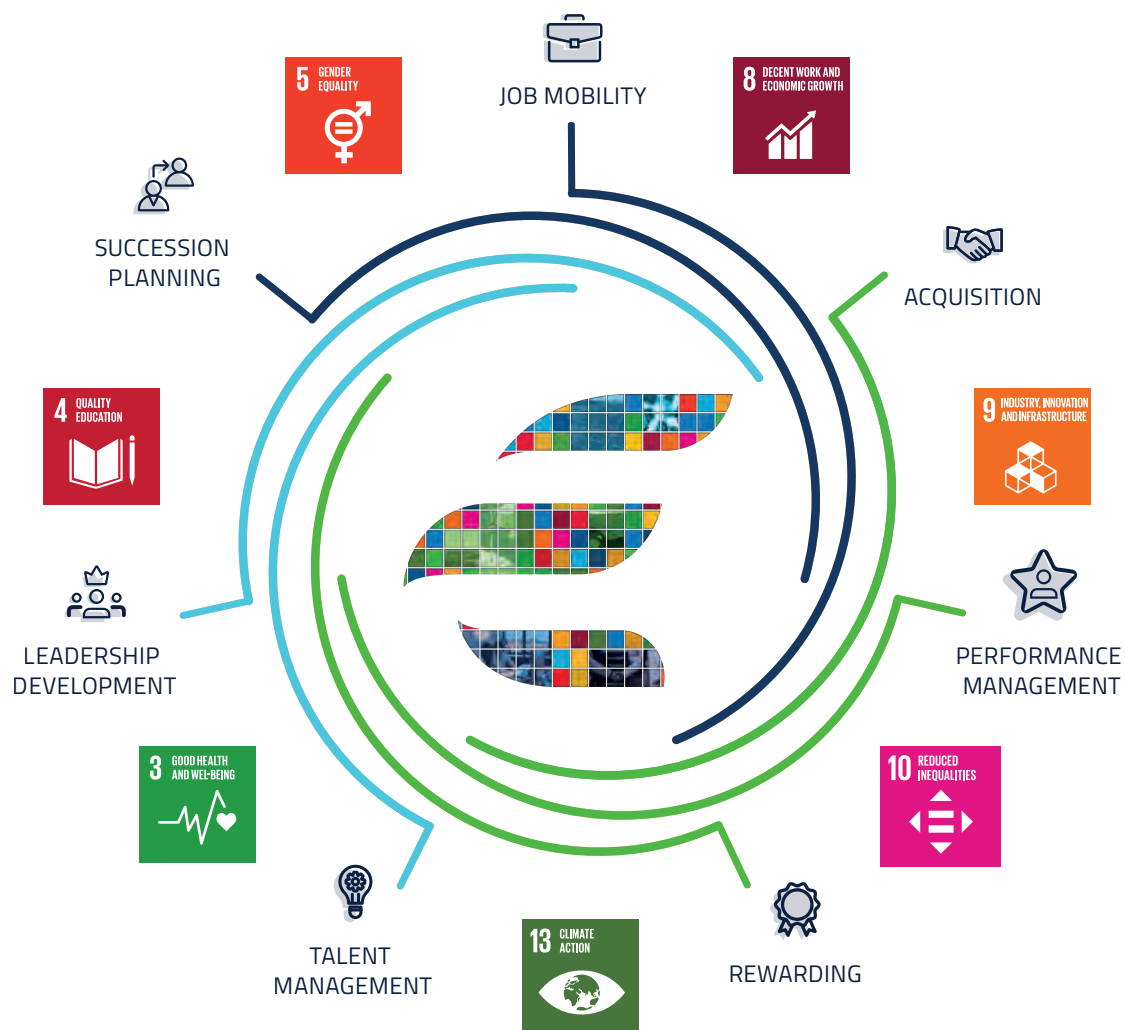 JOB MOBILITY
8 DECENT WORK AND
ECONOMIC GROWTH
ACQUISITION
9 INDUSTRY, INNOVATION
AND INFRASTRUCTURE
PERFORMANCE
MANAGEMENT
10 REDUCED
INEQUALITIES
REWARDING
13 CLIMATE
ACTION
TALENT
MANAGEMENT
3 GOOD HEALTH
AND WEL-BEING
LEADERSHIP
DEVELOPMENT
4 QUALITY
EDUCATION
SUCCESSION
PLANNING
5 GENDER
EQUALITY